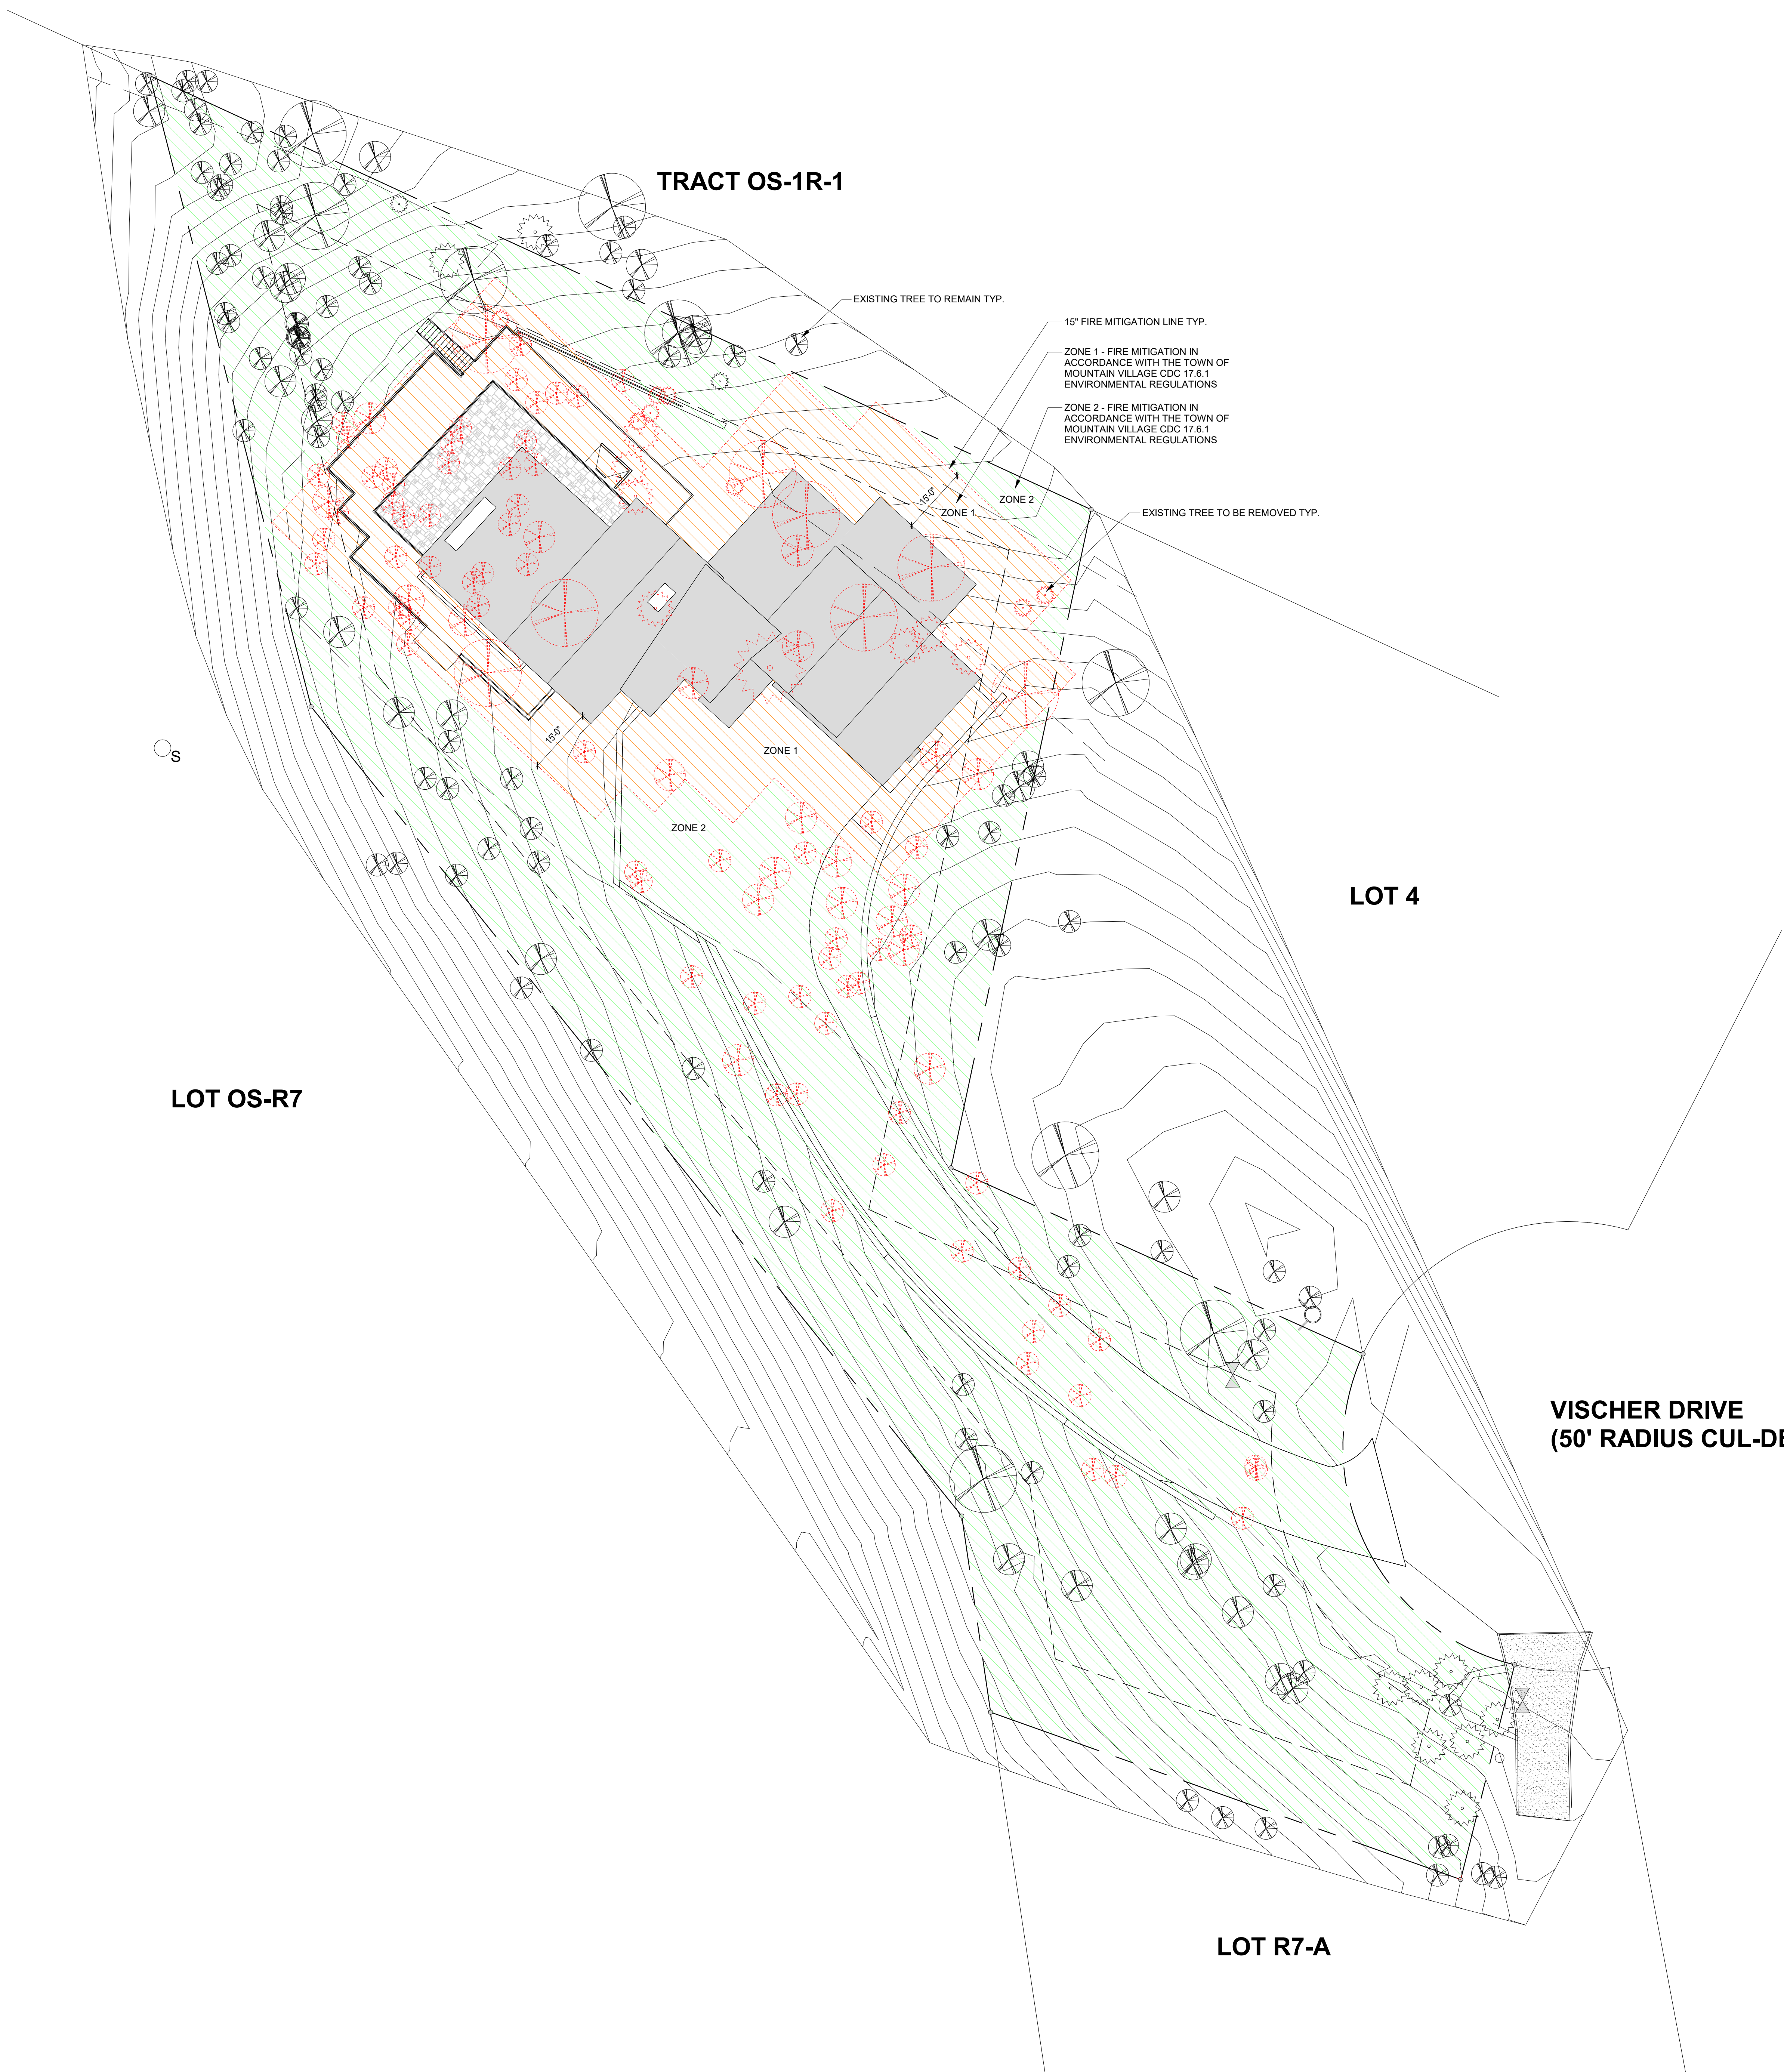 TRACT OS-1R-1
EXISTING TREE TO REMAIN TYP.
15" FIRE MITIGATION LINE TYP.
ZONE 1 - FIRE MITIGATION IN
ACCORDANCE WITH THE TOWN OF
MOUNTAIN VILLAGE CDC 17.6.1
ENVIRONMENTAL REGULATIONS
ZONE 2 - FIRE MITIGATION IN
ACCORDANCE WITH THE TOWN OF
MOUNTAIN VILLAGE CDC 17.6.1
ENVIRONMENTAL REGULATIONS
15'-0"
ZONE 2
ZONE 1
EXISTING TREE TO BE REMOVED TYP.
15'-0"
ZONE 1
S
ZONE 2
LOT 4
LOT OS-R7
VISCHER DRIVE
(50' RADIUS CUL-DE
LOT R7-A